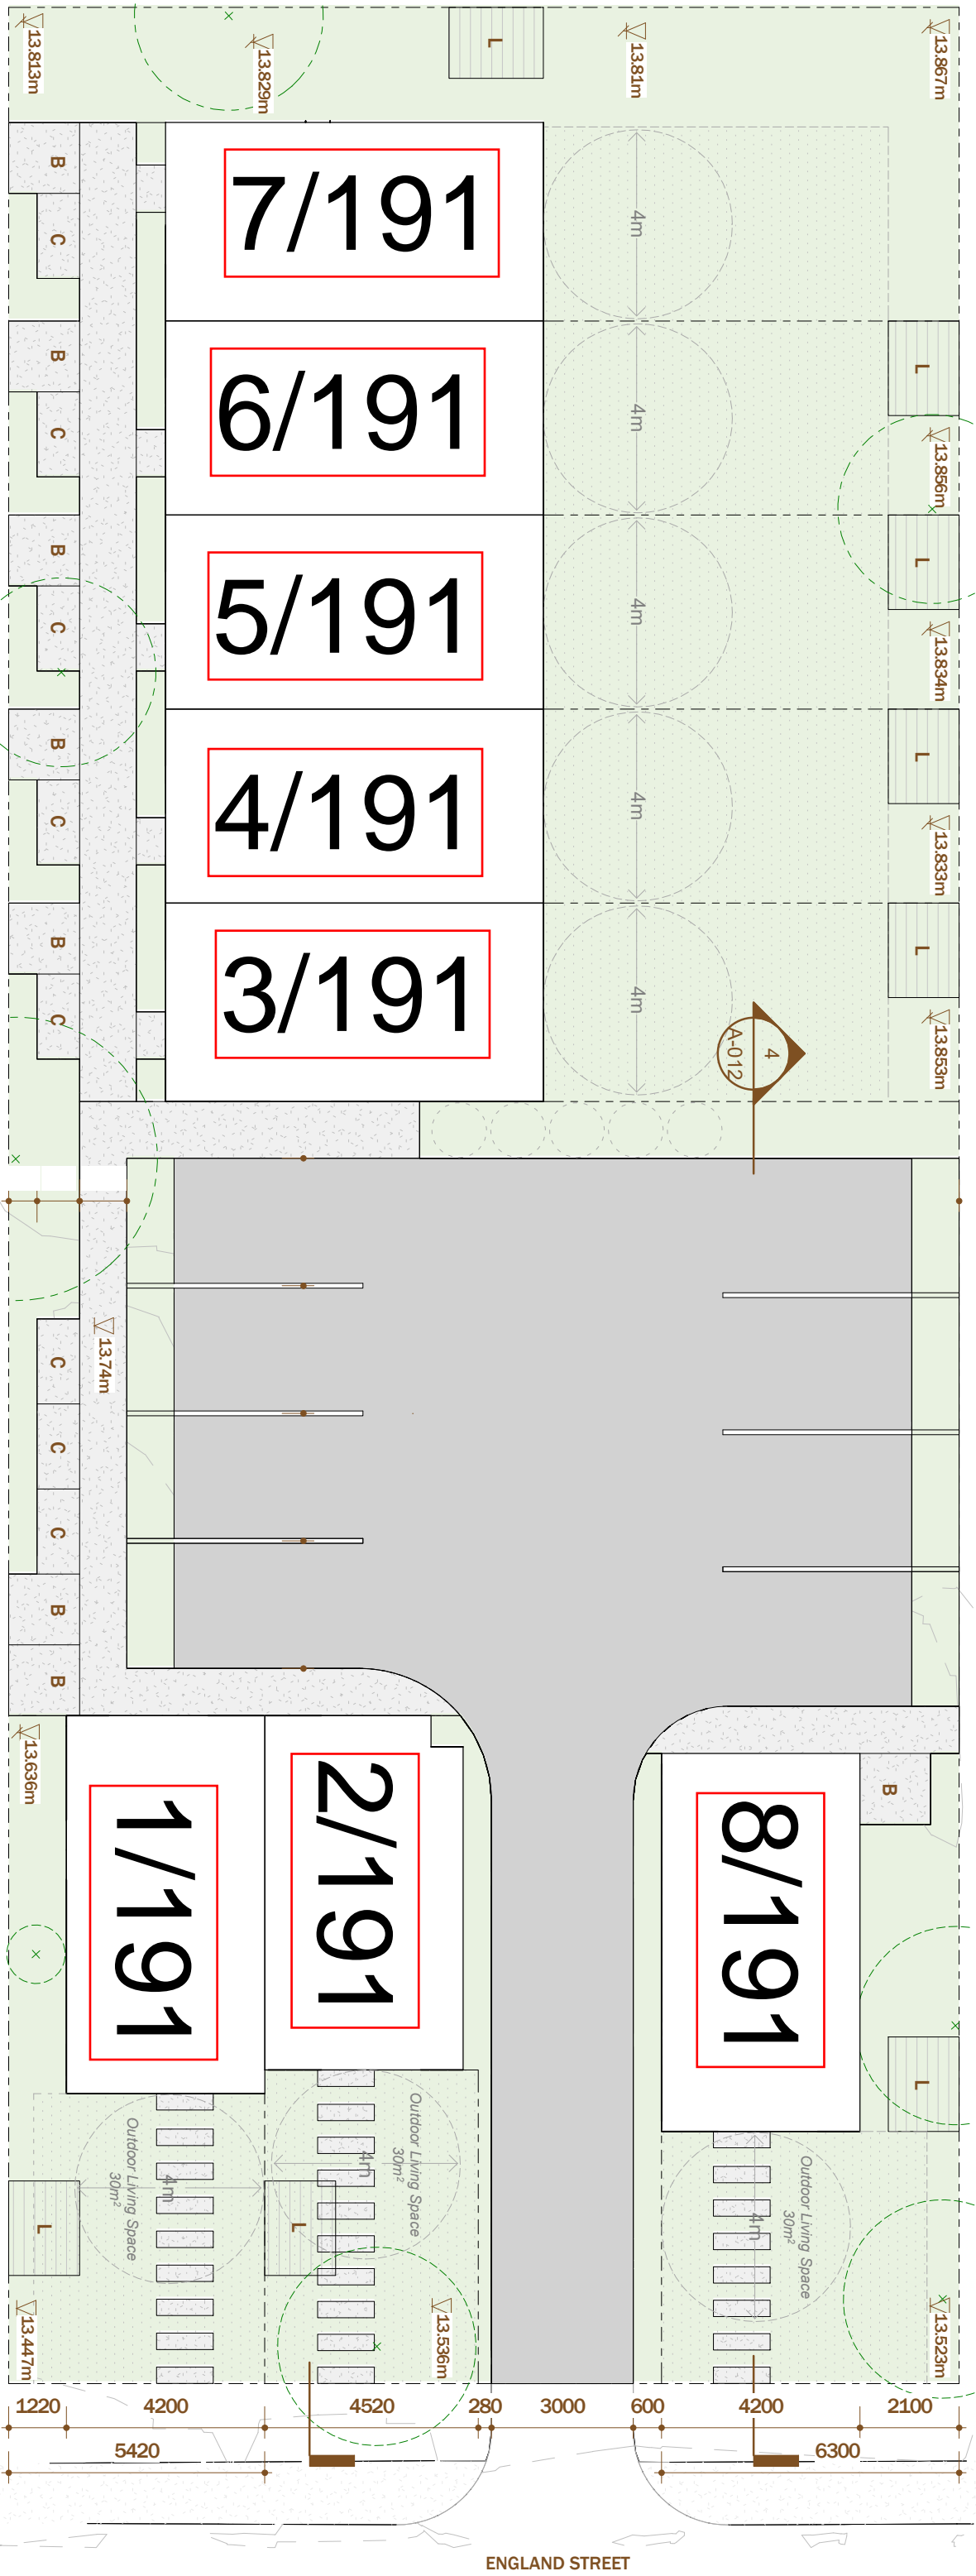 13.813m
13.829m
L
13.81m
13.867m
B
C
7/191
4m
B
C
6/191
4m
L
13.856m
B
C
5/191
4m
L
13.834m
B
C
4/191
4m
L
13.833m
B
C
3/191
4m
L
13.853m
4
A-012
C
13.74m
C
C
B
B
13.636m
1/191
2/191
8/191
B
L
Outdoor Living Space
30m²
4m
L
Outdoor Living Space
30m²
4m
L
Outdoor Living Space
30m²
4m
13.447m
13.536m
13.523m
1220 4200 4520 280 3000 600 4200 2100
5420 6300
ENGLAND STREET